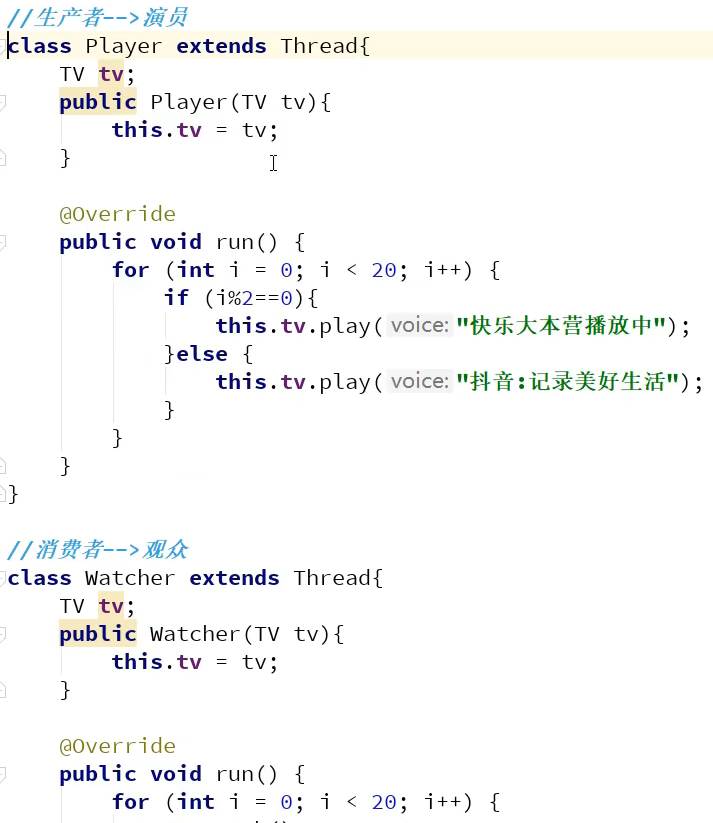 //生产者-->演员
class Player extends Thread{
    TV tv;
    public Player(TV tv){
        this.tv = tv;
    }
    @Override
    public void run() {
        for (int i = 0; i < 20; i++) {
            if (i%2==0){
                this.tv.play( voice: "快乐大本营播放中");
            }else {
                this.tv.play( voice: "抖音:记录美好生活");
            }
        }
    }
}
//消费者-->观众
class Watcher extends Thread{
    TV tv;
    public Watcher(TV tv){
        this.tv = tv;
    }
    @Override
    public void run() {
        for (int i = 0; i < 20; i++) {